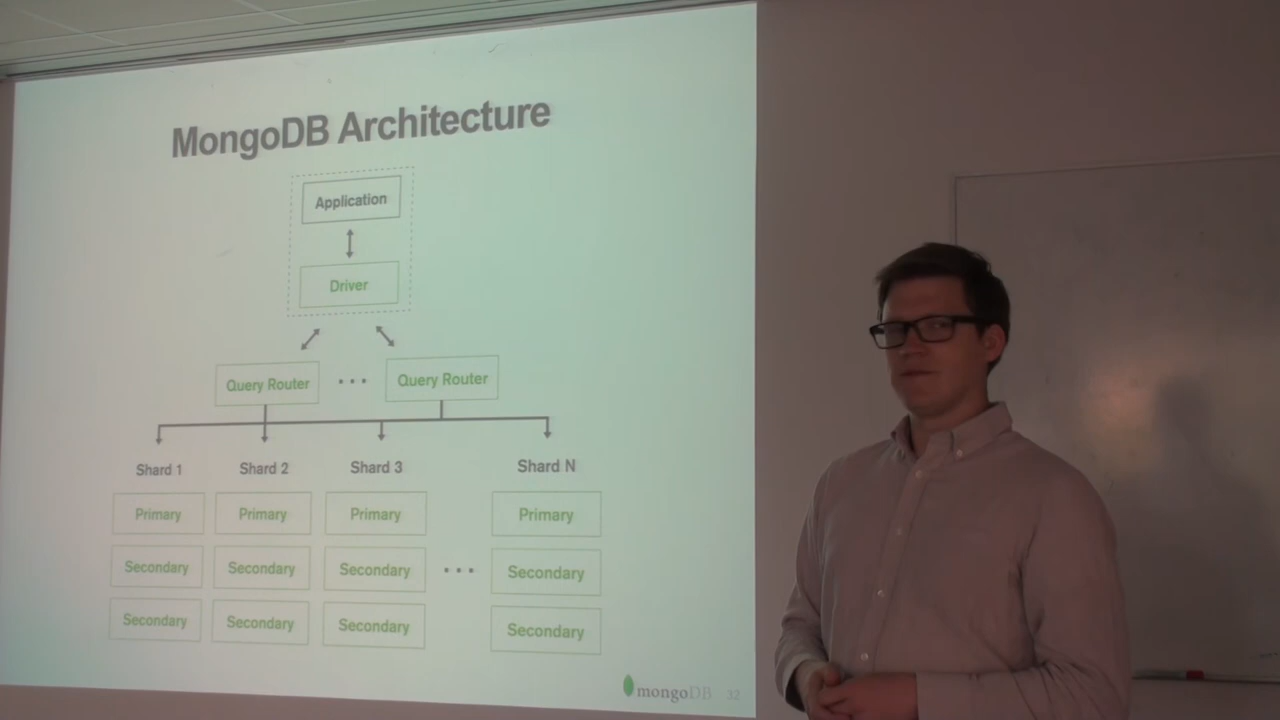 MongoDB Architecture
Application
Driver
Query Router ... Query Router
Shard 1 Shard 2 Shard 3 Shard N
Primary Primary Primary Primary
Secondary Secondary Secondary ... Secondary
Secondary Secondary Secondary Secondary
mongoDB 32